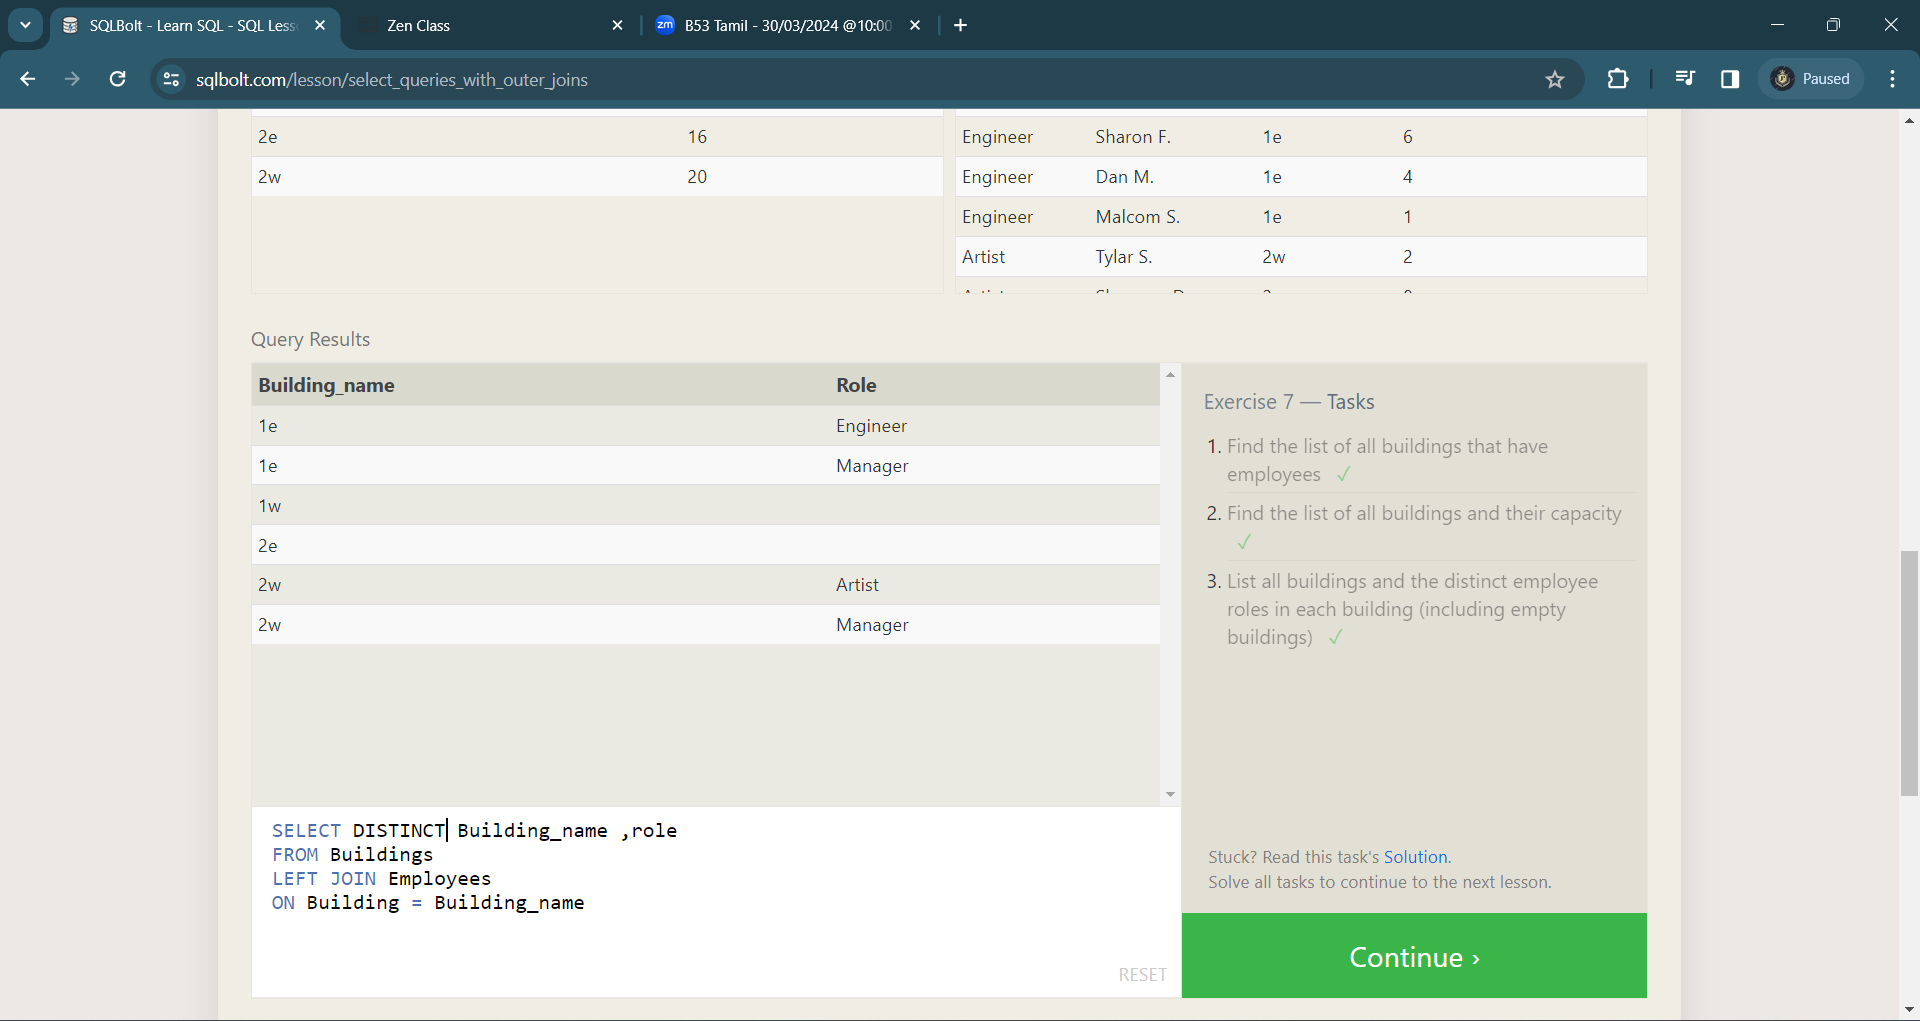 SQLBolt - Learn SQL - SQL Less
Zen Class
zm B53 Tamil - 30/03/2024 @10:00
sqlbolt.com/lesson/select_queries_with_outer_joins
Paused
2e 16
2w 20
Engineer Sharon F. 1e 6
Engineer Dan M. 1e 4
Engineer Malcom S. 1e 1
Artist Tylar S. 2w 2
Query Results
Building_name Role
1e Engineer
1e Manager
1w
2e
2w Artist
2w Manager
SELECT DISTINCT Building_name ,role
FROM Buildings
LEFT JOIN Employees
ON Building = Building_name
RESET
Exercise 7 — Tasks
1. Find the list of all buildings that have
employees ✓
2. Find the list of all buildings and their capacity
✓
3. List all buildings and the distinct employee
roles in each building (including empty
buildings) ✓
Stuck? Read this task's Solution.
Solve all tasks to continue to the next lesson.
Continue ›